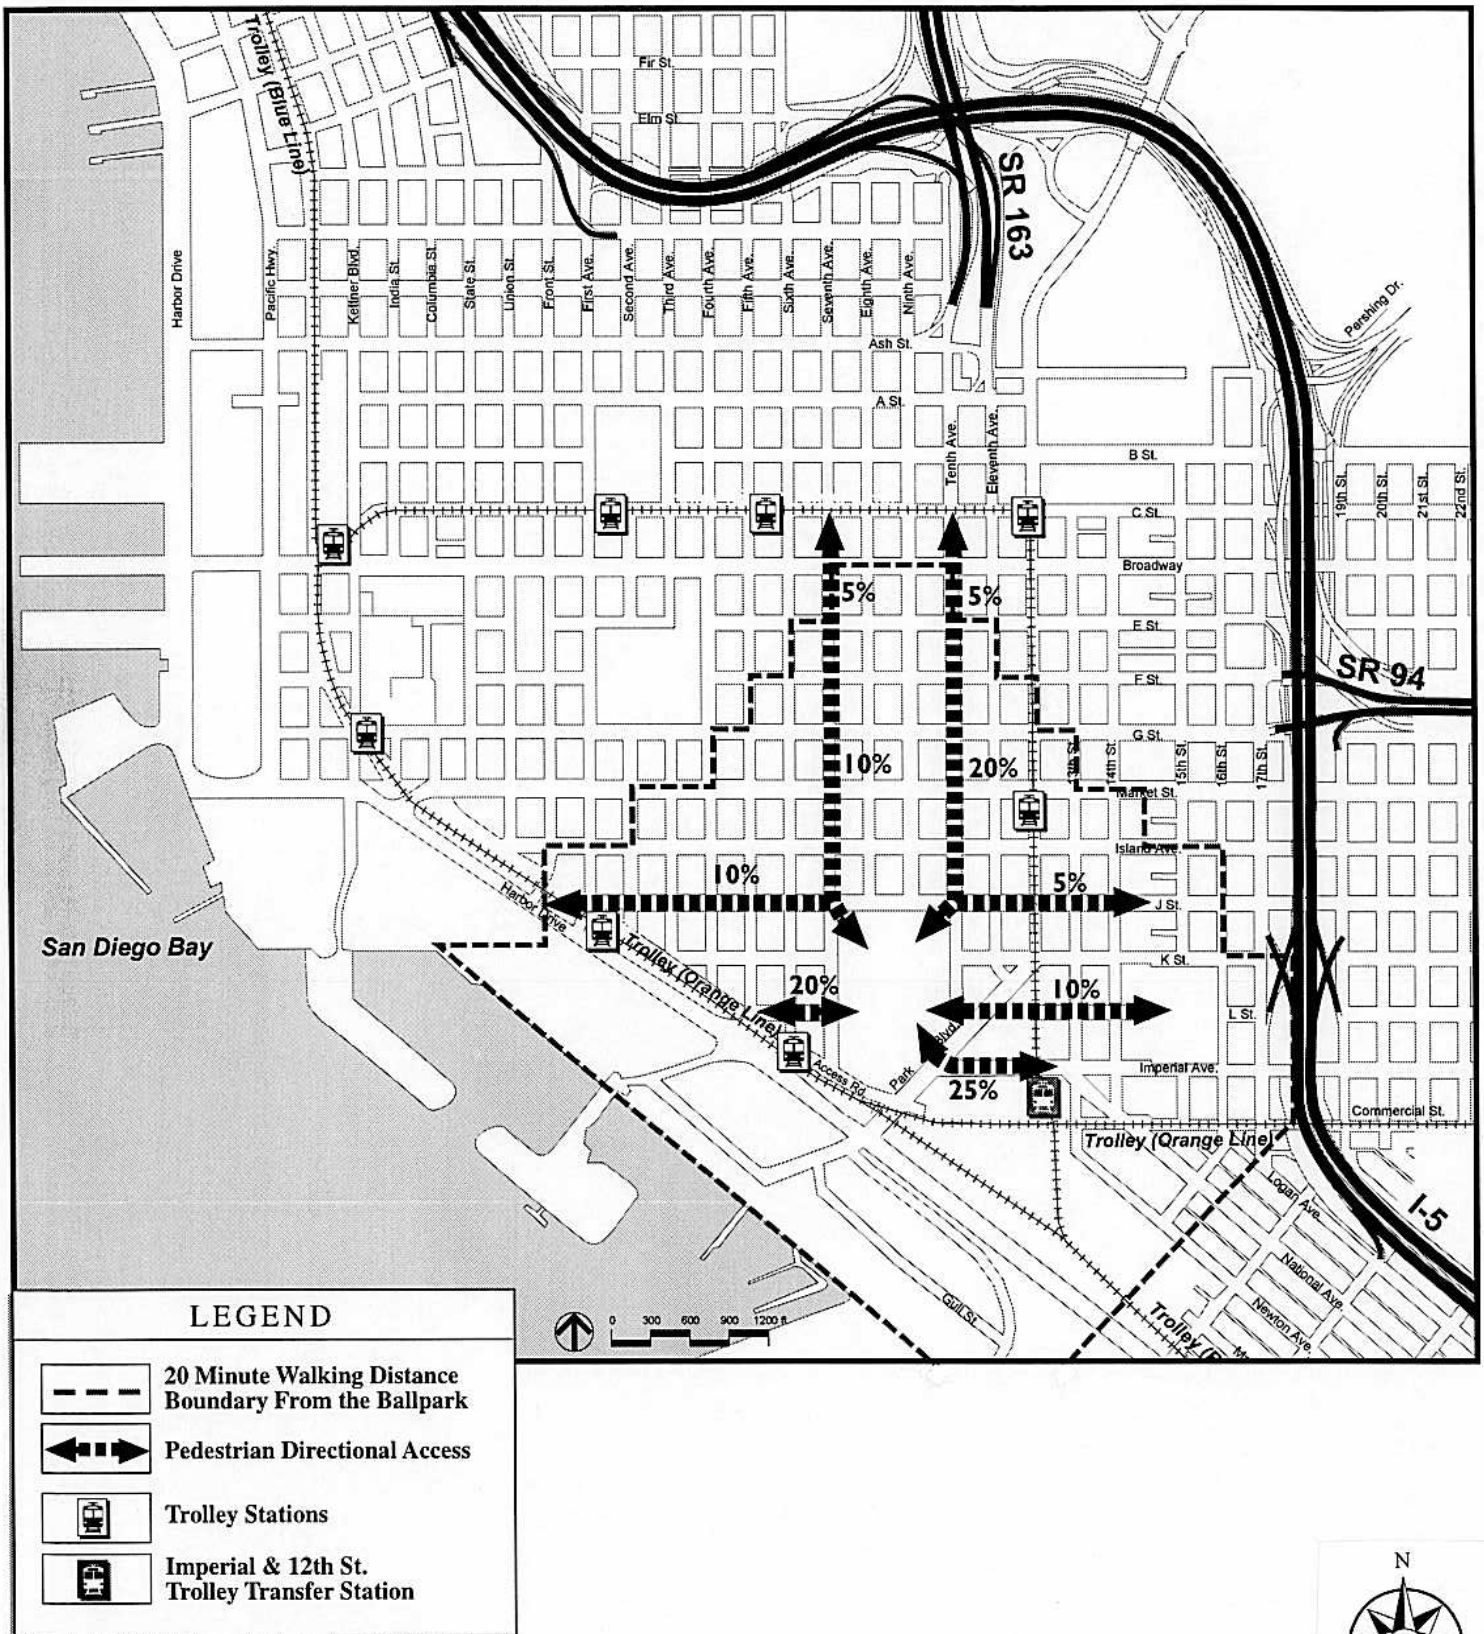 Trolley (Blue Line)
Fir St.
Elm St.
SR 163
Harbor Drive
Pacific Hwy.
Kettner Blvd.
India St.
Columbia St.
State St.
Union St.
Front St.
First Ave.
Second Ave.
Third Ave.
Fourth Ave.
Fifth Ave.
Sixth Ave.
Seventh Ave.
Eighth Ave.
Ninth Ave.
Pershing Dr.
Ash St.
A St.
Tenth Ave.
Eleventh Ave.
B St.
19th St.
20th St.
21st St.
22nd St.
C St.
Broadway
5%
5%
E St.
F St.
SR 94
G St.
10%
20%
13th St.
14th St.
15th St.
16th St.
17th St.
Market St.
Island Ave.
10%
5%
Harbor Drive
J St.
San Diego Bay
Trolley (Orange Line)
K St.
20%
10%
L St.
Park Blvd.
Access Rd.
Imperial Ave.
25%
Commercial St.
Trolley (Orange Line)
Logan Ave.
I-5
National Ave.
Newton Ave.
Gull St.
Trolley (
0 300 600 900 1200 ft
LEGEND
20 Minute Walking Distance
Boundary From the Ballpark
Pedestrian Directional Access
Trolley Stations
Imperial & 12th St.
Trolley Transfer Station
N